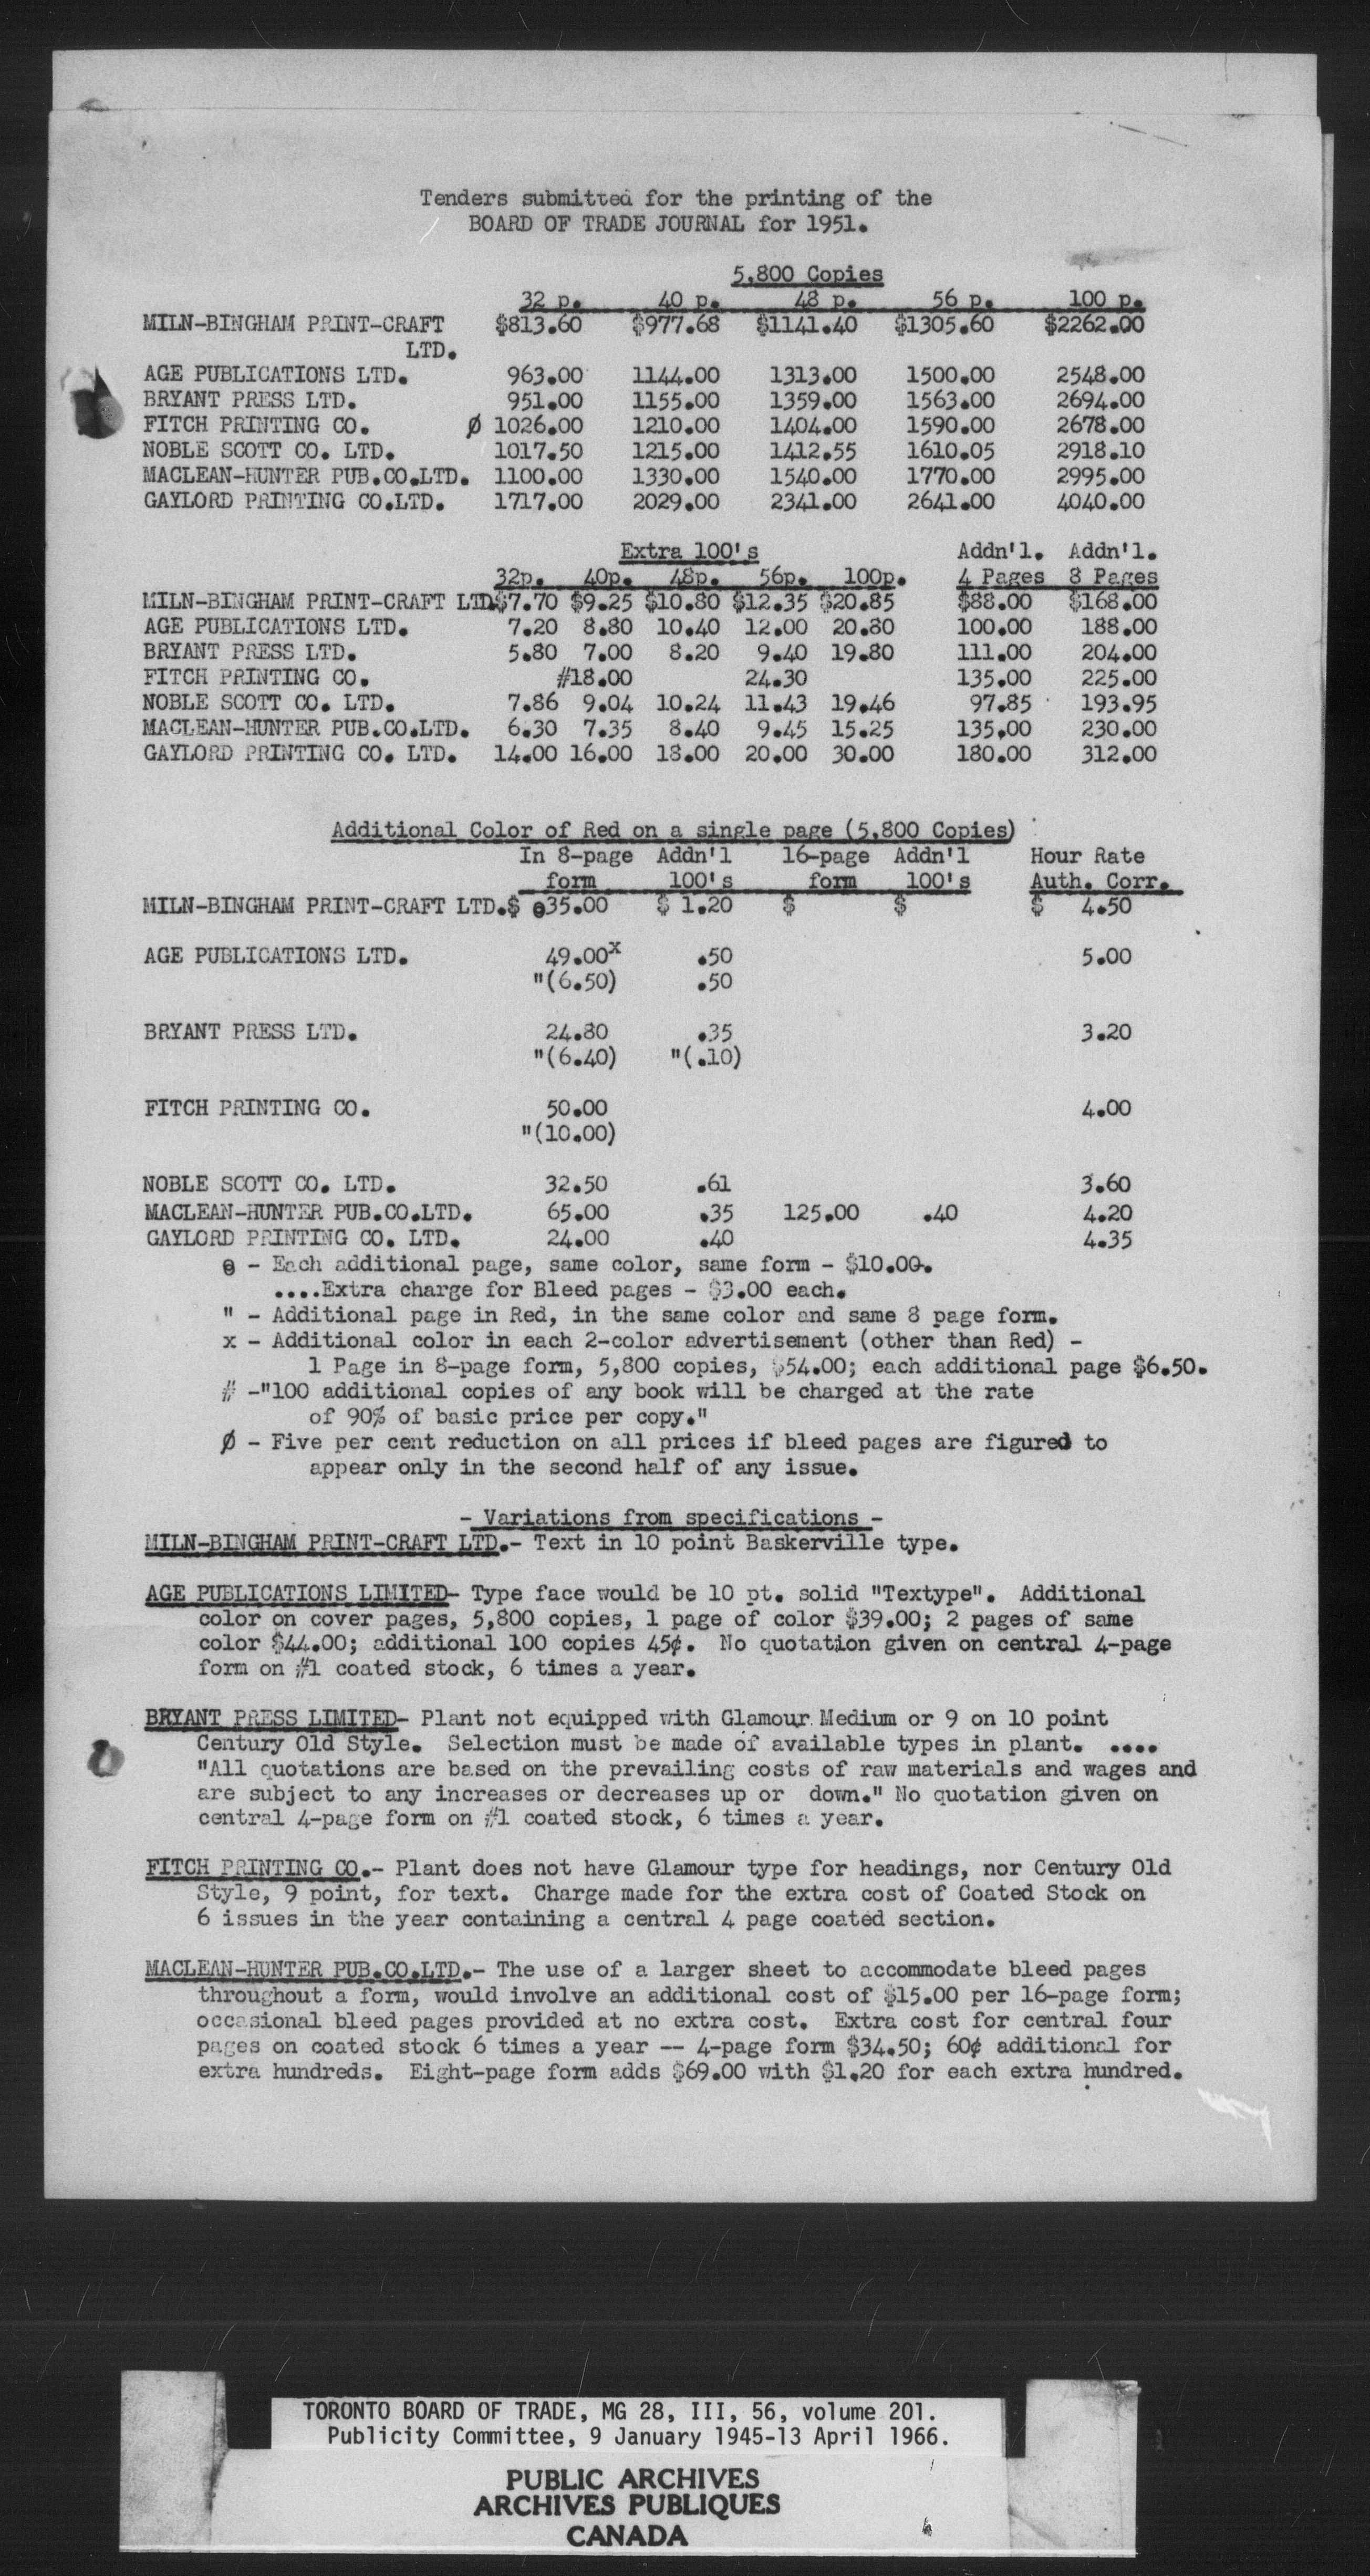 Tenders submitted for the printing of the
BOARD OF TRADE JOURNAL for 1951.
5,800 Copies
32 p. 40 p. 48 p. 56 p. 100 p.
MILN-BINGHAM PRINT-CRAFT $813.60 $977.68 $1141.40 $1305.60 $2262.00
LTD.
AGE PUBLICATIONS LTD. 963.00 1144.00 1313.00 1500.00 2548.00
BRYANT PRESS LTD. 951.00 1155.00 1359.00 1563.00 2694.00
FITCH PRINTING CO. Ø 1026.00 1210.00 1404.00 1590.00 2678.00
NOBLE SCOTT CO. LTD. 1017.50 1215.00 1412.55 1610.05 2918.10
MACLEAN-HUNTER PUB.CO.LTD. 1100.00 1330.00 1540.00 1770.00 2995.00
GAYLORD PRINTING CO.LTD. 1717.00 2029.00 2341.00 2641.00 4040.00
Extra 100's Addn'l. Addn'l.
32p. 40p. 48p. 56p. 100p. 4 Pages 8 Pages
MILN-BINGHAM PRINT-CRAFT LTD.$7.70 $9.25 $10.80 $12.35 $20.85 $88.00 $168.00
AGE PUBLICATIONS LTD. 7.20 8.80 10.40 12.00 20.80 100.00 188.00
BRYANT PRESS LTD. 5.80 7.00 8.20 9.40 19.80 111.00 204.00
FITCH PRINTING CO. #18.00 24.30 135.00 225.00
NOBLE SCOTT CO. LTD. 7.86 9.04 10.24 11.43 19.46 97.85 193.95
MACLEAN-HUNTER PUB.CO.LTD. 6.30 7.35 8.40 9.45 15.25 135.00 230.00
GAYLORD PRINTING CO. LTD. 14.00 16.00 18.00 20.00 30.00 180.00 312.00
Additional Color of Red on a single page (5,800 Copies)
In 8-page Addn'l 16-page Addn'l Hour Rate
form 100's form 100's Auth. Corr.
MILN-BINGHAM PRINT-CRAFT LTD.$ ө35.00 $ 1.20 $ $ $ 4.50
AGE PUBLICATIONS LTD. 49.00x .50 5.00
"(6.50) .50
BRYANT PRESS LTD. 24.80 .35 3.20
"(6.40) "(.10)
FITCH PRINTING CO. 50.00 4.00
"(10.00)
NOBLE SCOTT CO. LTD. 32.50 .61 3.60
MACLEAN-HUNTER PUB.CO.LTD. 65.00 .35 125.00 .40 4.20
GAYLORD PRINTING CO. LTD. 24.00 .40 4.35
ө - Each additional page, same color, same form - $10.00.
....Extra charge for Bleed pages - $3.00 each.
" - Additional page in Red, in the same color and same 8 page form.
x - Additional color in each 2-color advertisement (other than Red) -
1 Page in 8-page form, 5,800 copies, $54.00; each additional page $6.50.
# -"100 additional copies of any book will be charged at the rate
of 90% of basic price per copy."
Ø - Five per cent reduction on all prices if bleed pages are figured to
appear only in the second half of any issue.
- Variations from specifications -
MILN-BINGHAM PRINT-CRAFT LTD.- Text in 10 point Baskerville type.
AGE PUBLICATIONS LIMITED- Type face would be 10 pt. solid "Textype". Additional
color on cover pages, 5,800 copies, 1 page of color $39.00; 2 pages of same
color $44.00; additional 100 copies 45¢. No quotation given on central 4-page
form on #1 coated stock, 6 times a year.
BRYANT PRESS LIMITED- Plant not equipped with Glamour Medium or 9 on 10 point
Century Old Style. Selection must be made of available types in plant. ....
"All quotations are based on the prevailing costs of raw materials and wages and
are subject to any increases or decreases up or down." No quotation given on
central 4-page form on #1 coated stock, 6 times a year.
FITCH PRINTING CO.- Plant does not have Glamour type for headings, nor Century Old
Style, 9 point, for text. Charge made for the extra cost of Coated Stock on
6 issues in the year containing a central 4 page coated section.
MACLEAN-HUNTER PUB.CO.LTD.- The use of a larger sheet to accommodate bleed pages
throughout a form, would involve an additional cost of $15.00 per 16-page form;
occasional bleed pages provided at no extra cost. Extra cost for central four
pages on coated stock 6 times a year -- 4-page form $34.50; 60¢ additional for
extra hundreds. Eight-page form adds $69.00 with $1.20 for each extra hundred.
TORONTO BOARD OF TRADE, MG 28, III, 56, volume 201.
Publicity Committee, 9 January 1945-13 April 1966.
PUBLIC ARCHIVES
ARCHIVES PUBLIQUES
CANADA